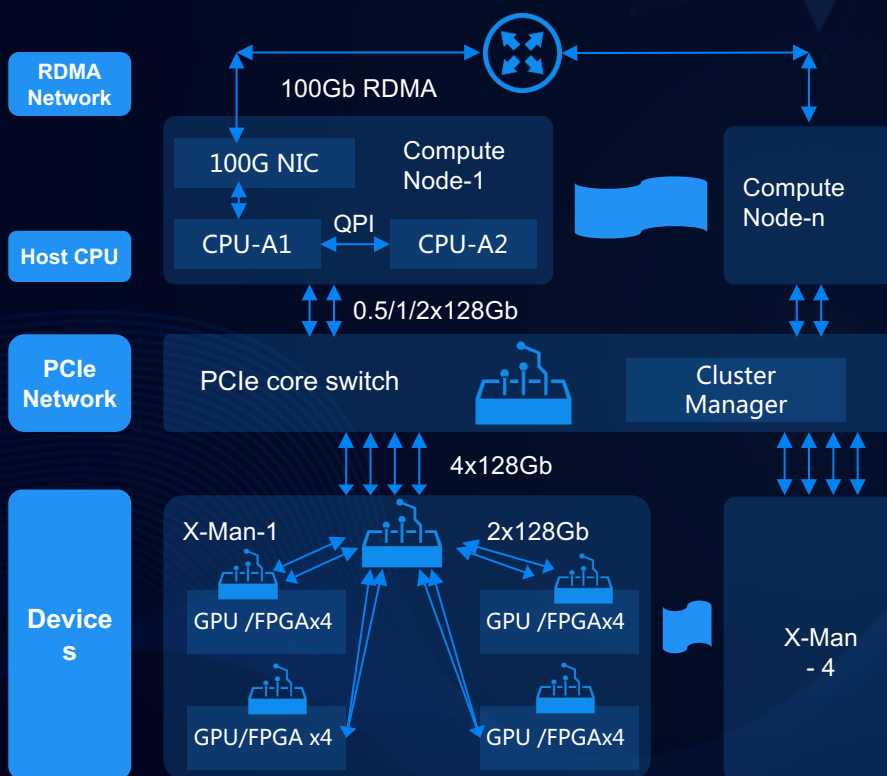 RDMA
Network
100Gb RDMA
100G NIC
Compute
Node-1
Compute
Node-n
Host CPU
CPU-A1
QPI
CPU-A2
0.5/1/2x128Gb
PCIe
Network
PCIe core switch
Cluster
Manager
4x128Gb
Device
s
X-Man-1
2x128Gb
GPU /FPGAx4
GPU /FPGAx4
X-Man
- 4
GPU/FPGA x4
GPU /FPGAx4